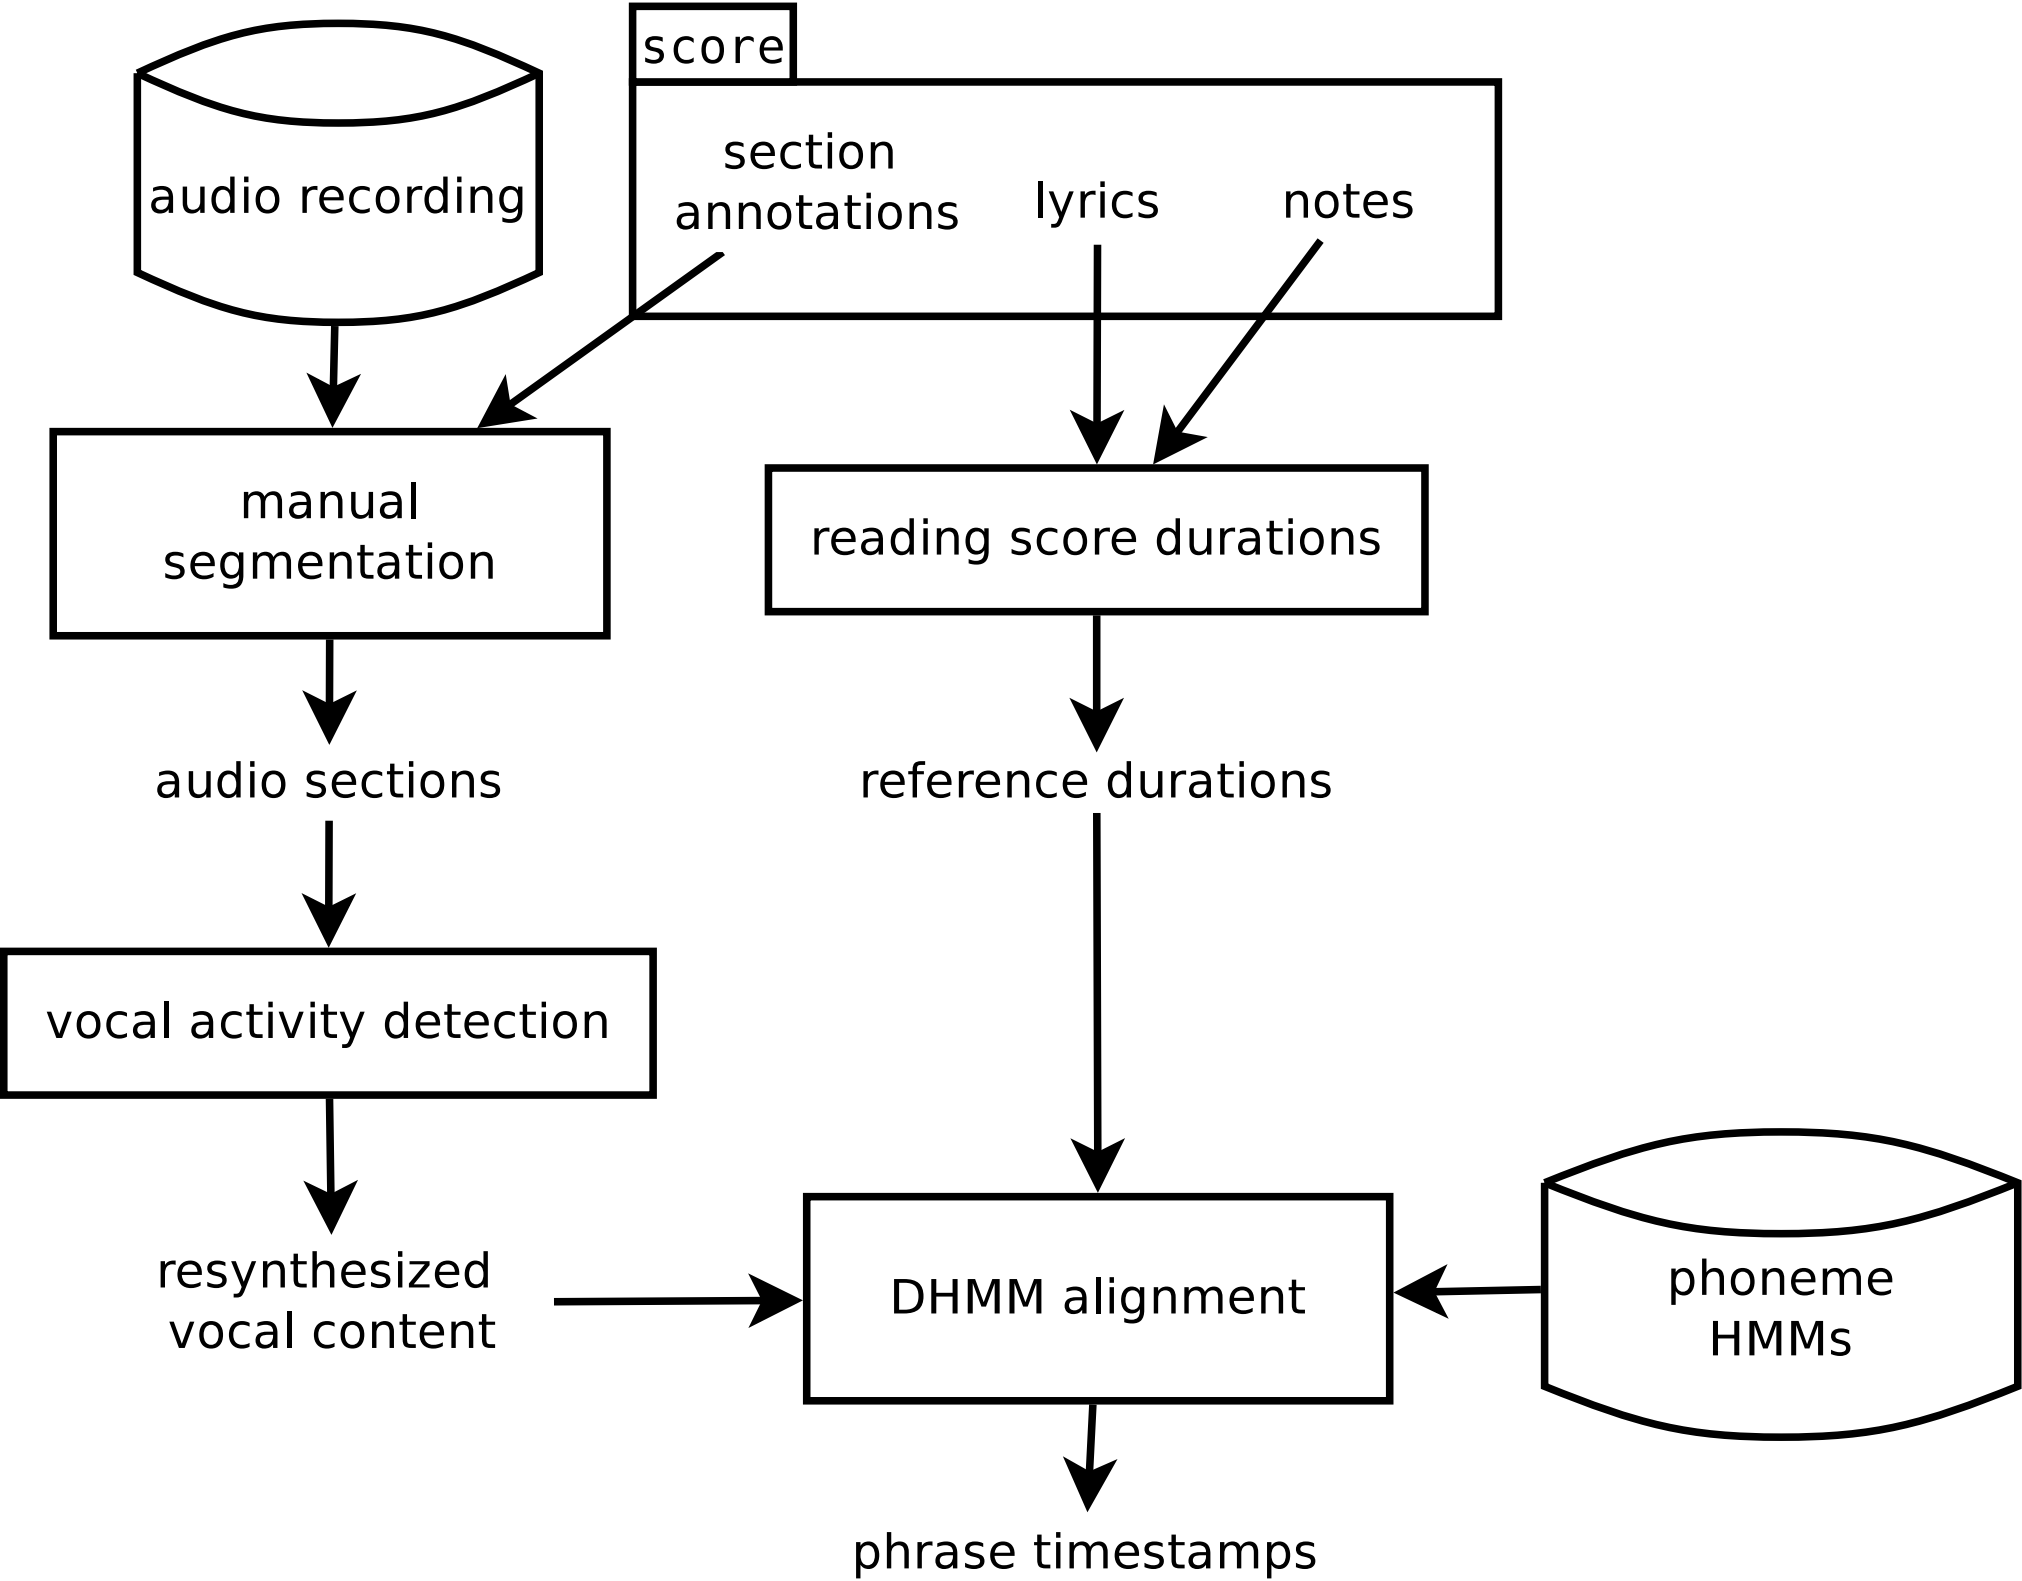 score
audio recording
section
annotations
lyrics
notes
manual
segmentation
reading score durations
audio sections
reference durations
vocal activity detection
resynthesized
vocal content
DHMM alignment
phoneme
HMMs
phrase timestamps